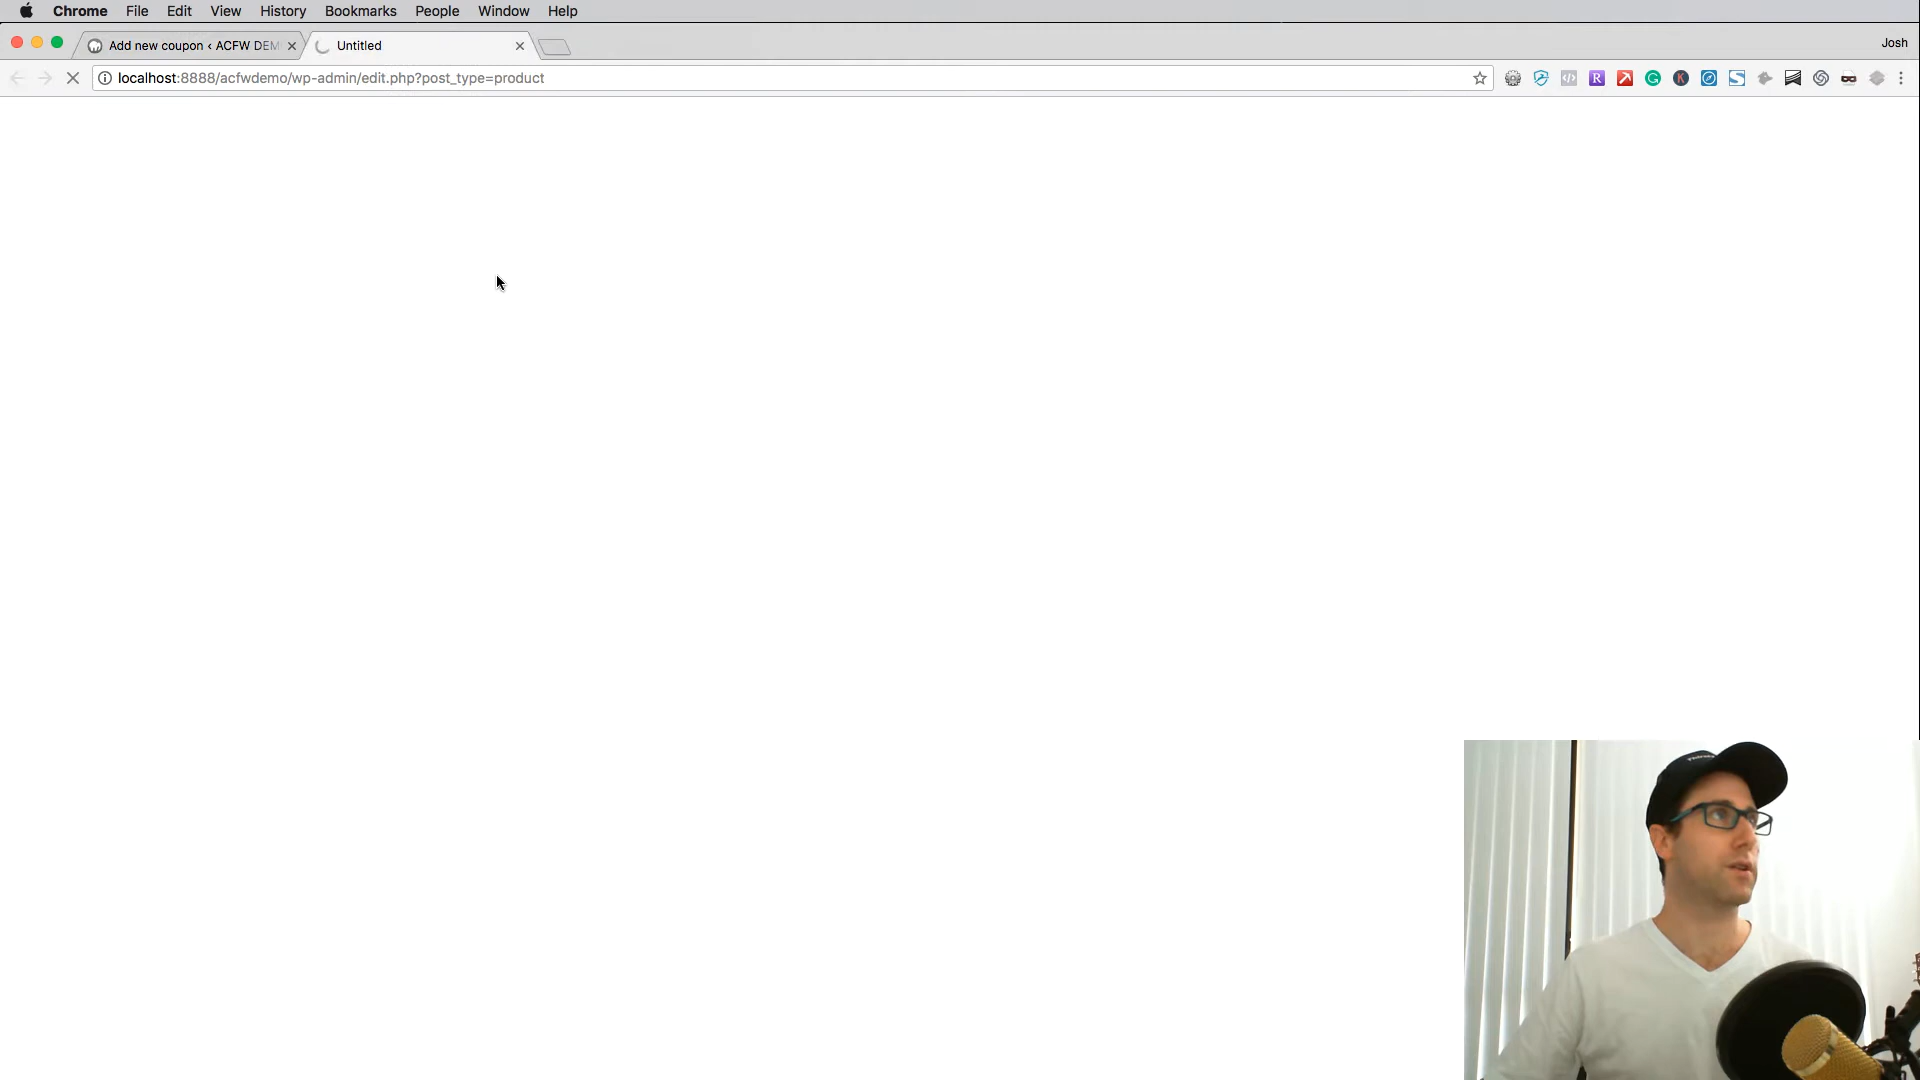 Chrome File Edit View History Bookmarks People Window Help
Add new coupon ‹ ACFW DEM
Untitled
Josh
localhost:8888/acfwdemo/wp-admin/edit.php?post_type=product